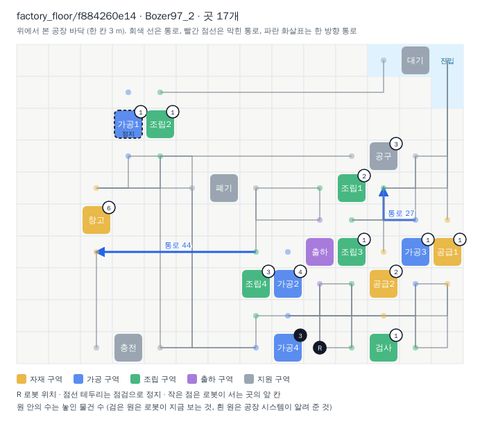 factory_floor/f884260e14 · Bozer97_2 · 곳 17개
위에서 본 공장 바닥 (한 칸 3 m). 회색 선은 통로, 빨간 점선은 막힌 통로, 파란 화살표는 한 방향 통로
대기
진입
1
1
가공1
조립2
정지
3
공구
2
폐기
조립1
6
창고
통로 27
1
1
1
통로 44
출하
조립3
가공3
공급1
3
4
2
조립4
가공2
공급2
3
1
충전
가공4
R
검사
자재 구역
가공 구역
조립 구역
출하 구역
지원 구역
R 로봇 위치 · 점선 테두리는 점검으로 정지 · 작은 점은 로봇이 서는 곳의 앞 칸
원 안의 수는 놓인 물건 수 (검은 원은 로봇이 지금 보는 것, 흰 원은 공장 시스템이 알려 준 것)